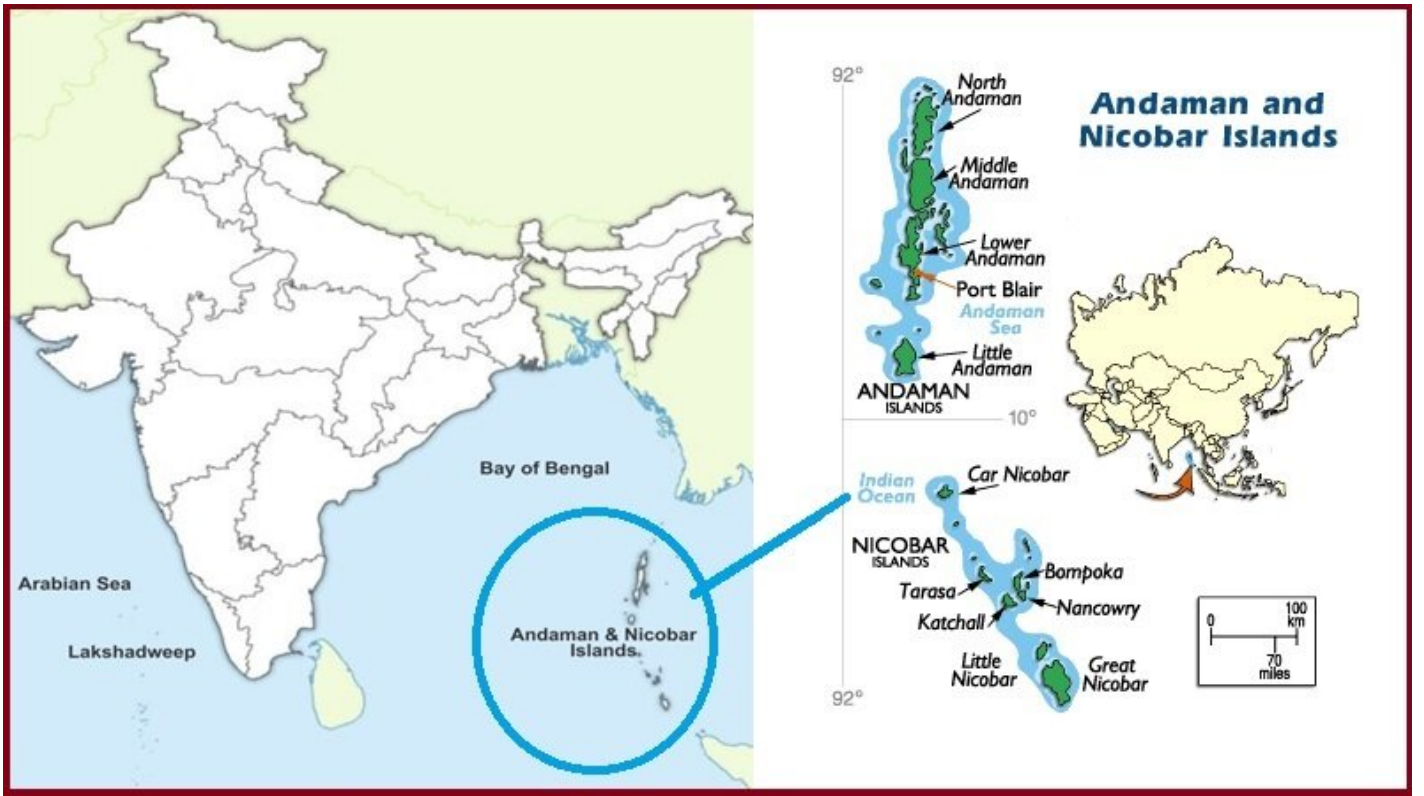 Bay of Bengal
Arabian Sea
Lakshadweep
Andaman & Nicobar
Islands
Andaman and
Nicobar Islands
92°
North
Andaman
Middle
Andaman
Lower
Andaman
Port Blair
Andaman
Sea
Little
Andaman
ANDAMAN
ISLANDS
10°
Indian
Ocean
Car Nicobar
NICOBAR
ISLANDS
Bompoka
Tarasa
Nancowry
Katchall
Little
Nicobar
Great
Nicobar
92°
0
100
km
70
miles